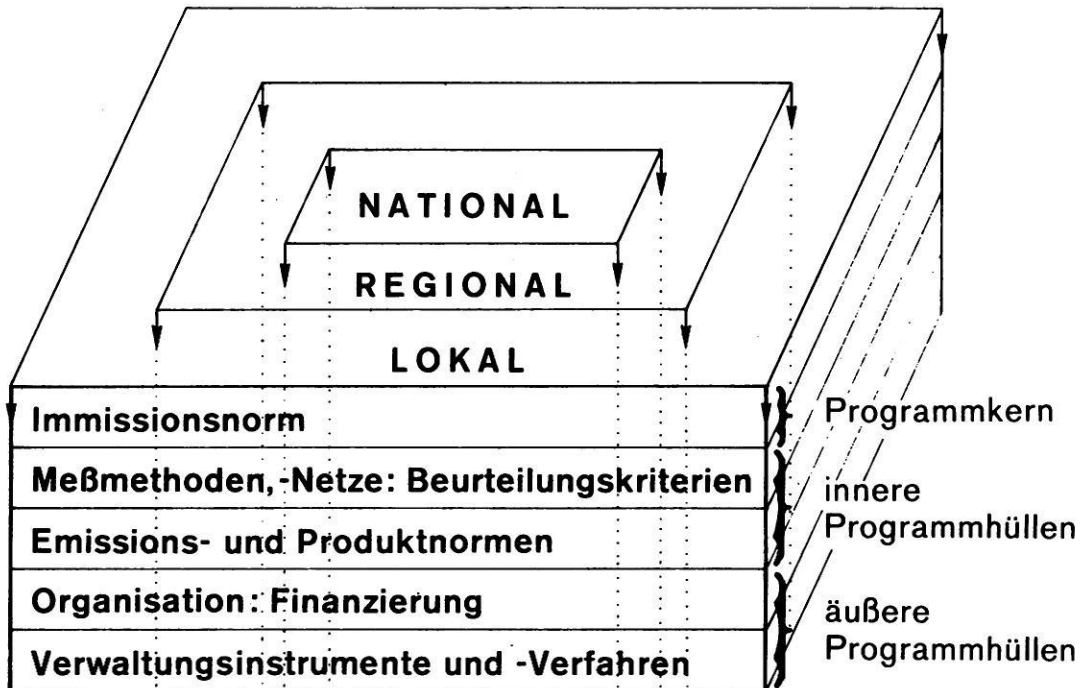 NATIONAL
REGIONAL
LOKAL
Immissionsnorm
Meßmethoden,-Netze: Beurteilungskriterien
Emissions- und Produktnormen
Organisation: Finanzierung
Verwaltungsinstrumente und -Verfahren
Programmkern
innere
Programmhüllen
äußere
Programmhüllen